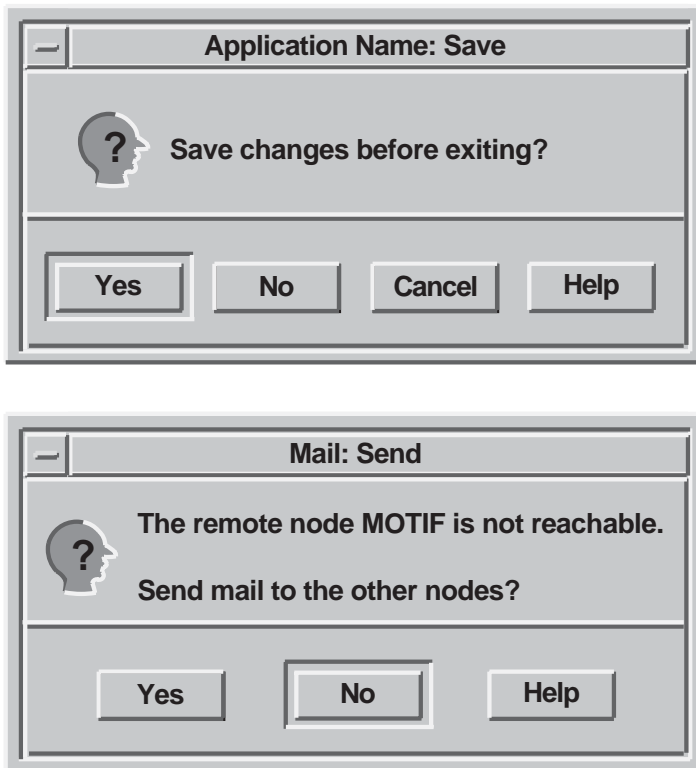 Application Name: Save
?
Save changes before exiting?
Yes No Cancel Help
Mail: Send
?
The remote node MOTIF is not reachable.
Send mail to the other nodes?
Yes No Help